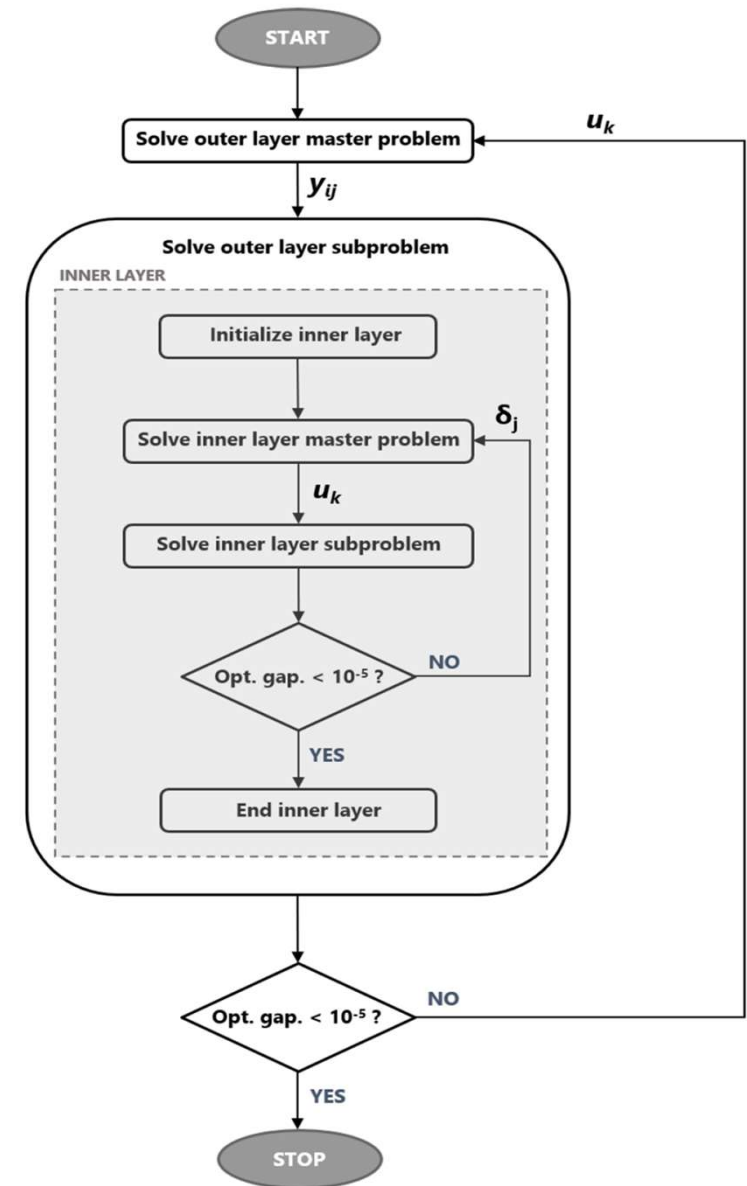 START
u_k
Solve outer layer master problem
y_ij
Solve outer layer subproblem
INNER LAYER
Initialize inner layer
δ_j
Solve inner layer master problem
u_k
Solve inner layer subproblem
Opt. gap. < 10⁻⁵ ?
NO
YES
End inner layer
Opt. gap. < 10⁻⁵ ?
NO
YES
STOP